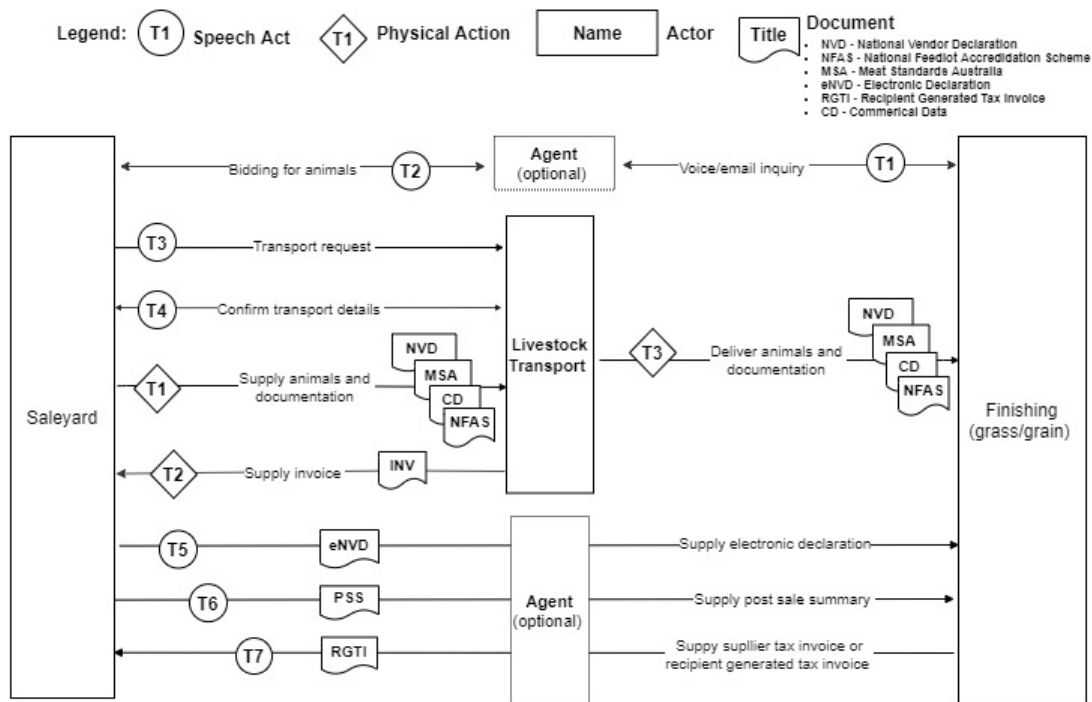 Legend: T1 Speech Act T1 Physical Action Name Actor Title Document
• NVD - National Vendor Declaration
• NFAS - National Feedlot Accredidation Scheme
• MSA - Meat Standards Australia
• eNVD - Electronic Declaration
• RGTI - Recipient Generated Tax Invoice
• CD - Commerical Data
Bidding for animals T2 Agent Voice/email inquiry T1
(optional)
T3 Transport request
T4 Confirm transport details
Livestock
Transport
T1 Supply animals and
documentation
NVD
MSA
CD
NFAS
T3 Deliver animals and
documentation
NVD
MSA
CD
NFAS
Saleyard
Finishing
(grass/grain)
T2 Supply invoice INV
T5 eNVD Supply electronic declaration
T6 PSS Supply post sale summary
Agent
(optional)
T7 RGTI Suppy supllier tax invoice or
recipient generated tax invoice